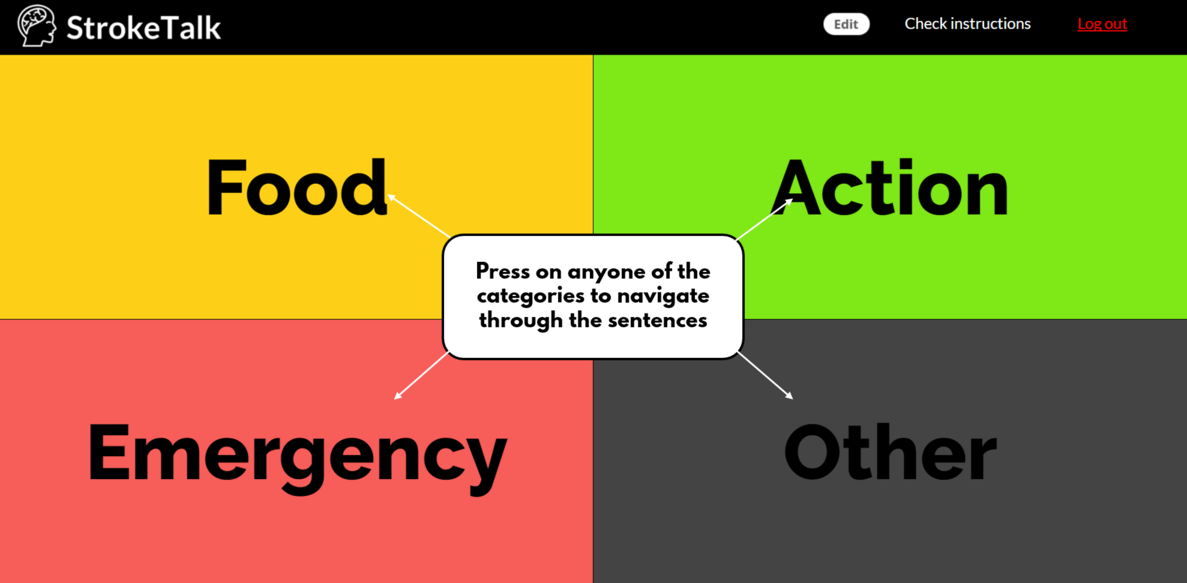 StrokeTalk
Edit
Check instructions
Log out
Food
Action
Press on anyone of the
categories to navigate
through the sentences
Emergency
Other